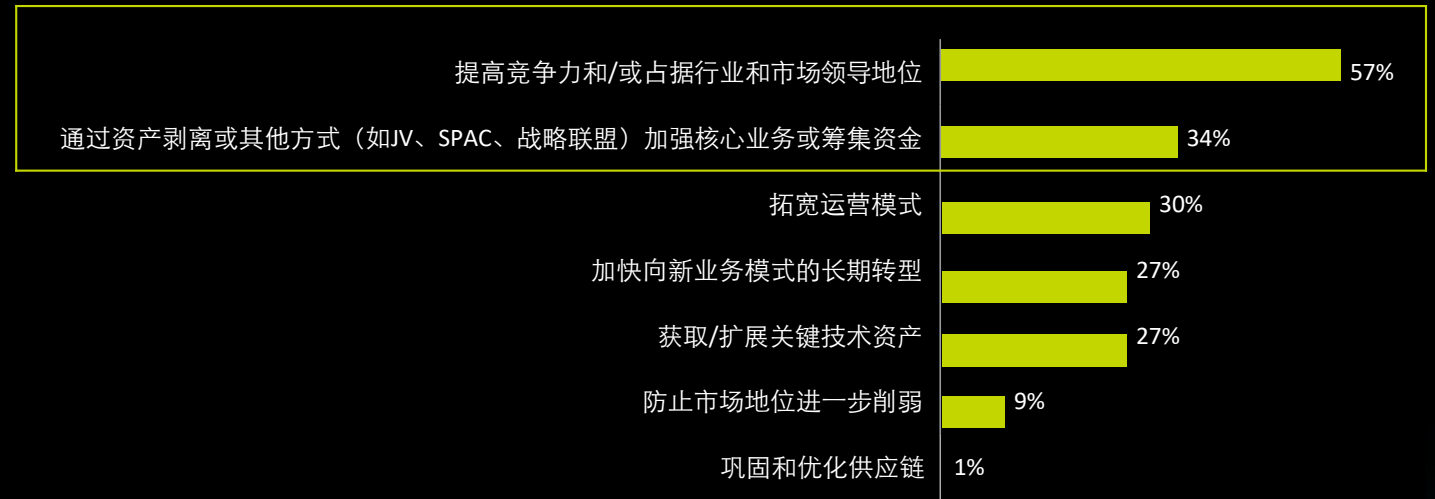 提高竞争力和/或占据行业和市场领导地位 57%
通过资产剥离或其他方式（如JV、SPAC、战略联盟）加强核心业务或筹集资金 34%
拓宽运营模式 30%
加快向新业务模式的长期转型 27%
获取/扩展关键技术资产 27%
防止市场地位进一步削弱 9%
巩固和优化供应链 1%